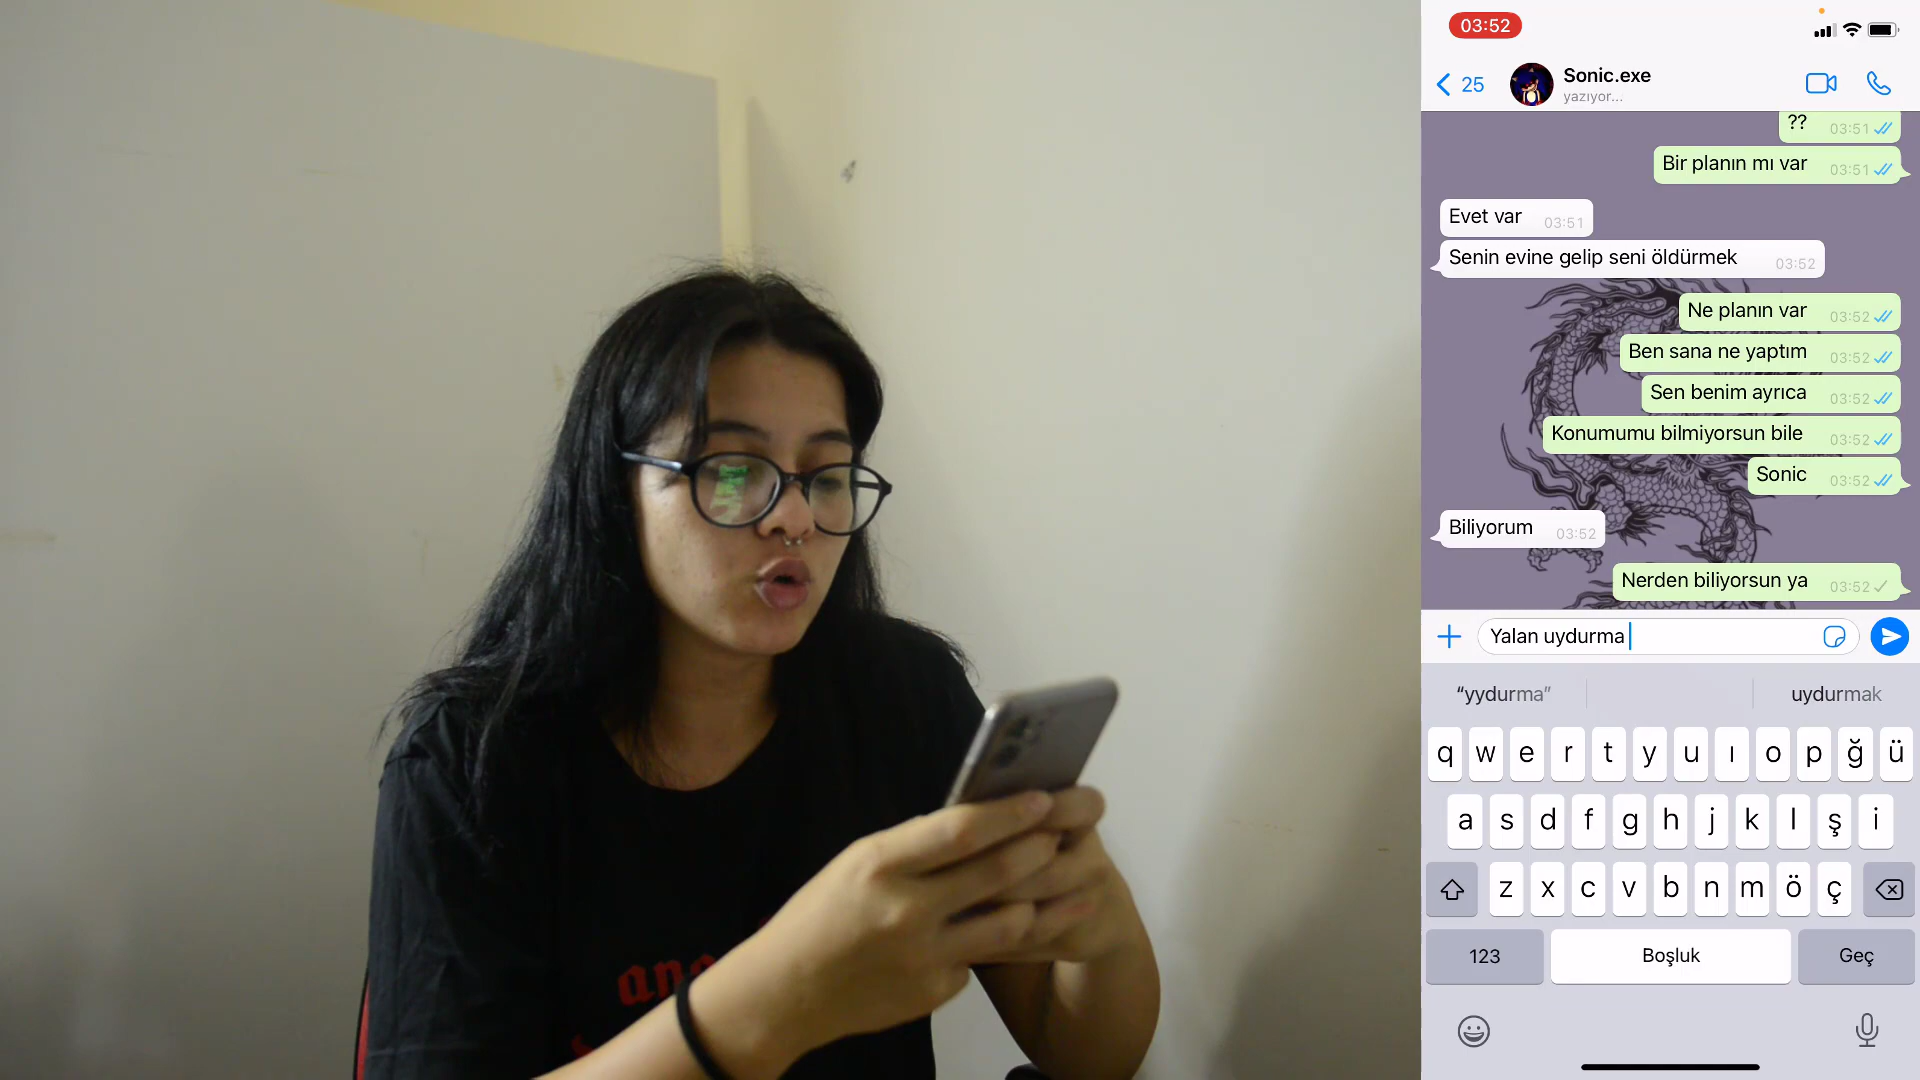 03:52
25
Sonic.exe
yazıyor...
?? 03:51
Bir planın mı var 03:51
Evet var 03:51
Senin evine gelip seni öldürmek 03:52
Ne planın var 03:52
Ben sana ne yaptım 03:52
Sen benim ayrıca 03:52
Konumumu bilmiyorsun bile 03:52
Sonic 03:52
Biliyorum 03:52
Nerden biliyorsun ya 03:52
Yalan uydurma
“yydurma” uydurmak
q w e r t y u ı o p ğ ü
a s d f g h j k l ş i
z x c v b n m ö ç
123 Boşluk Geç